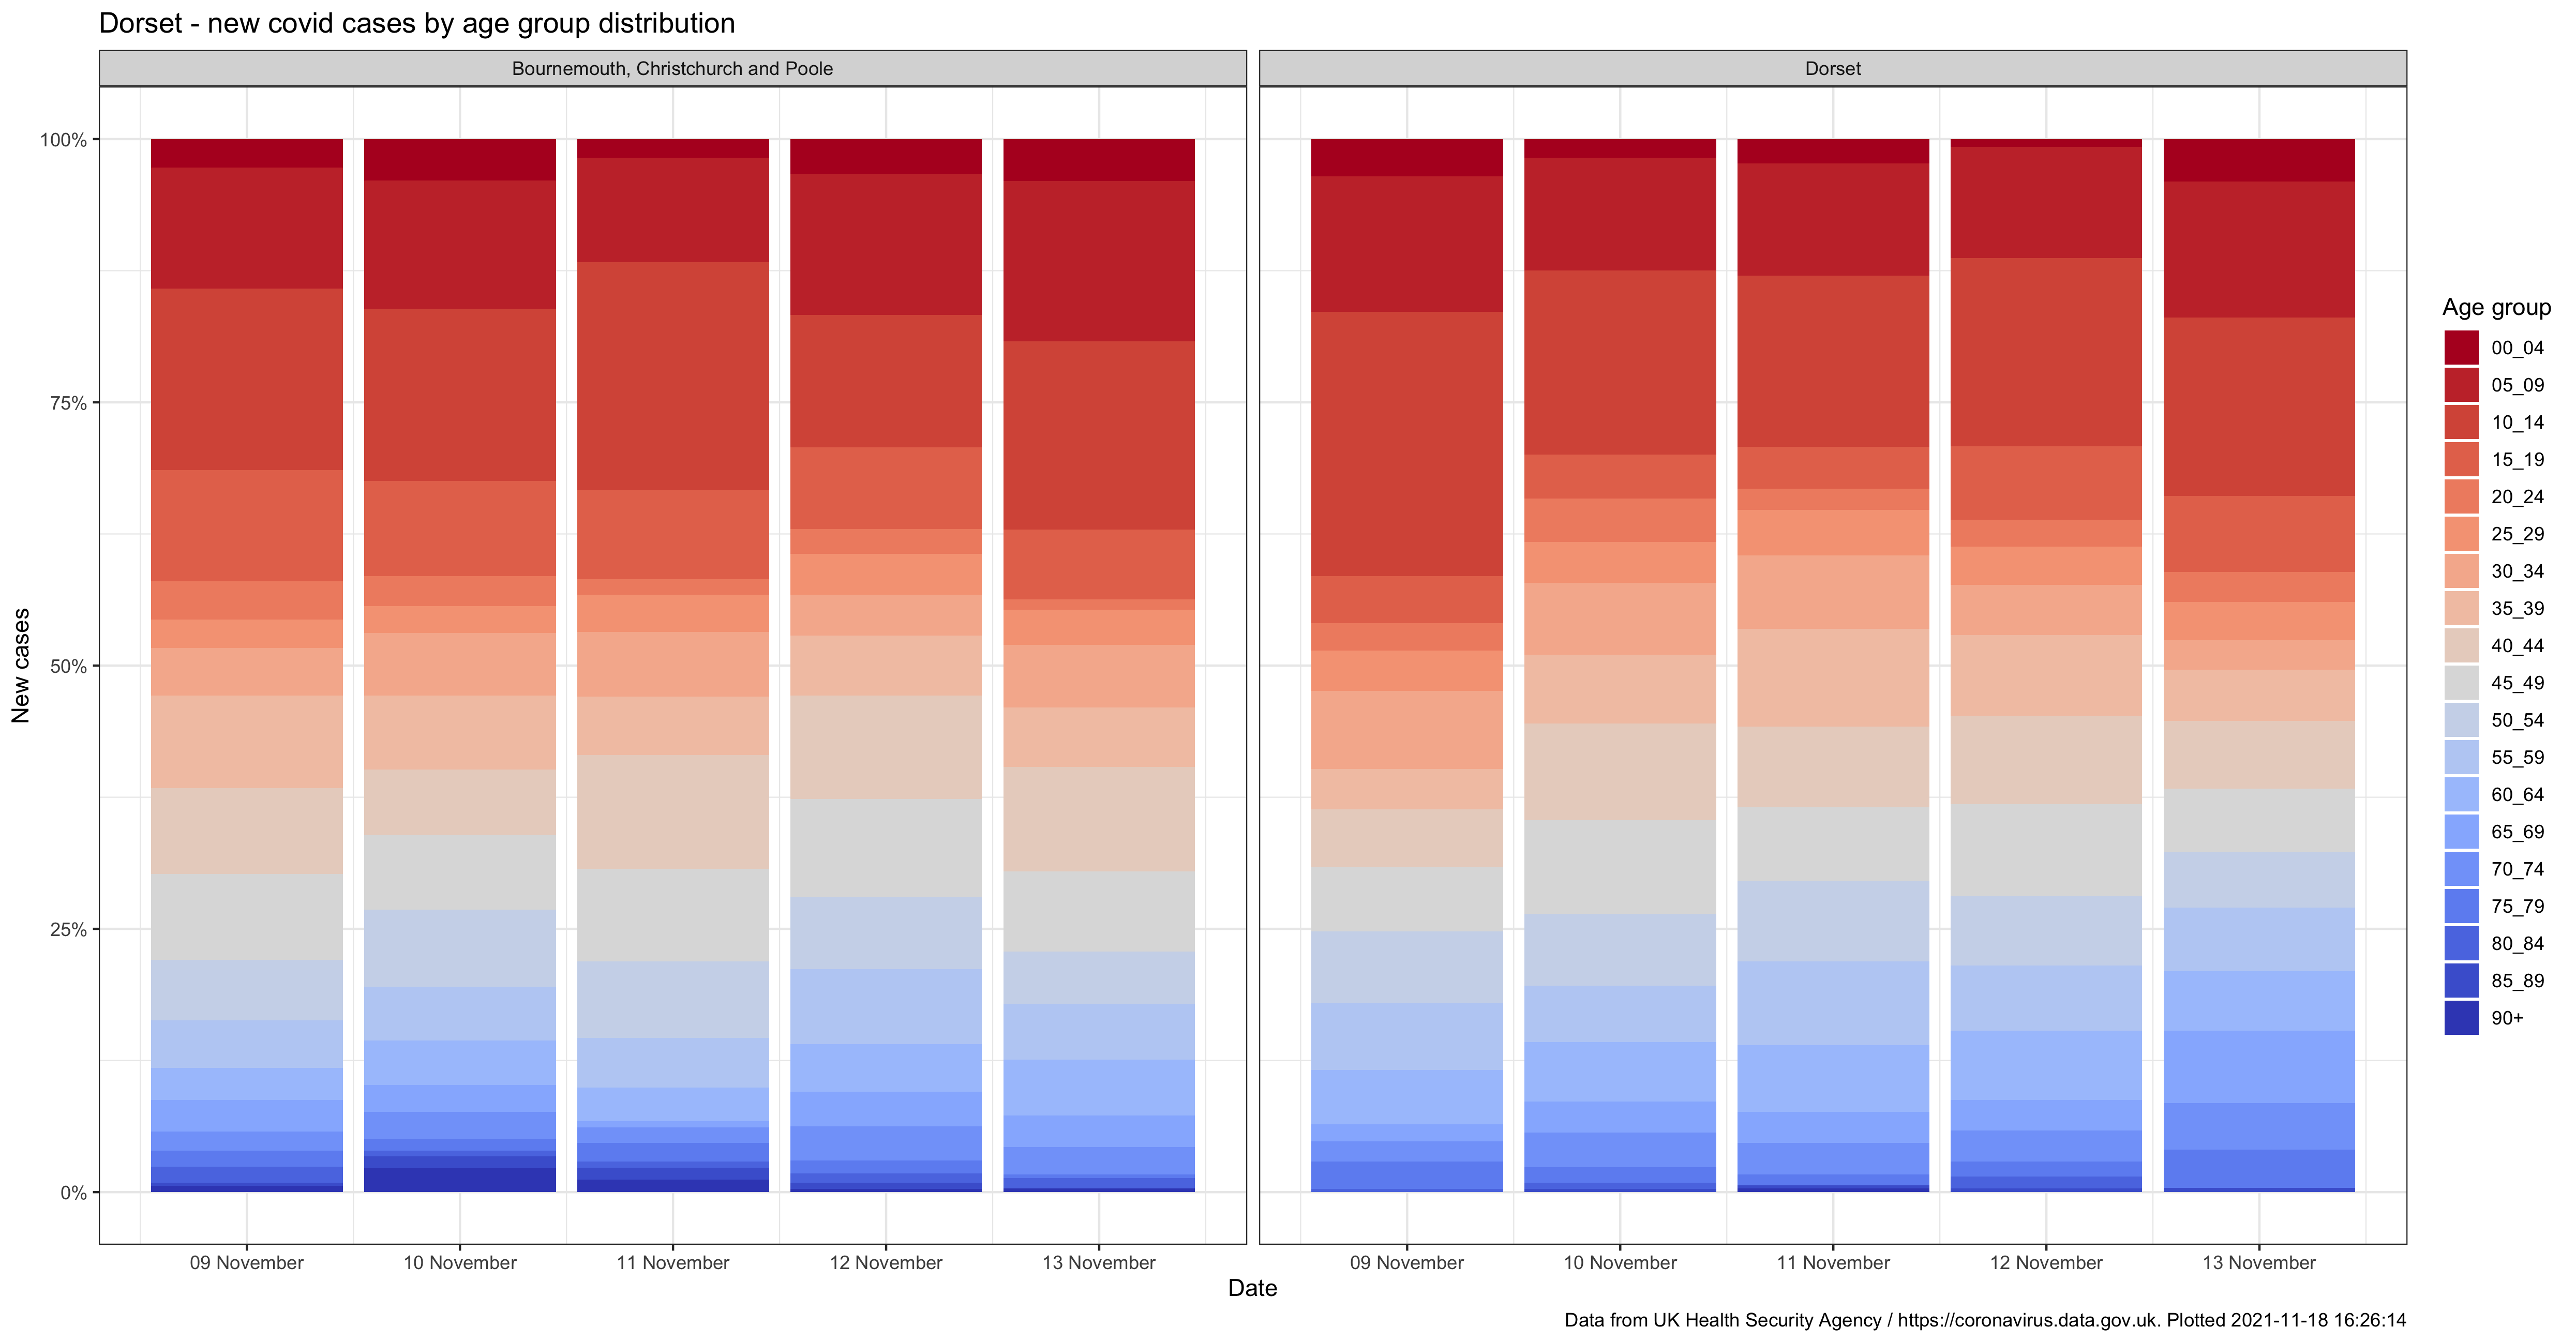 Dorset - new covid cases by age group distribution
Bournemouth, Christchurch and Poole
Dorset
100%
75%
50%
25%
0%
New cases
09 November
10 November
11 November
12 November
13 November
09 November
10 November
11 November
12 November
13 November
Date
Age group
00_04
05_09
10_14
15_19
20_24
25_29
30_34
35_39
40_44
45_49
50_54
55_59
60_64
65_69
70_74
75_79
80_84
85_89
90+
Data from UK Health Security Agency / https://coronavirus.data.gov.uk. Plotted 2021-11-18 16:26:14